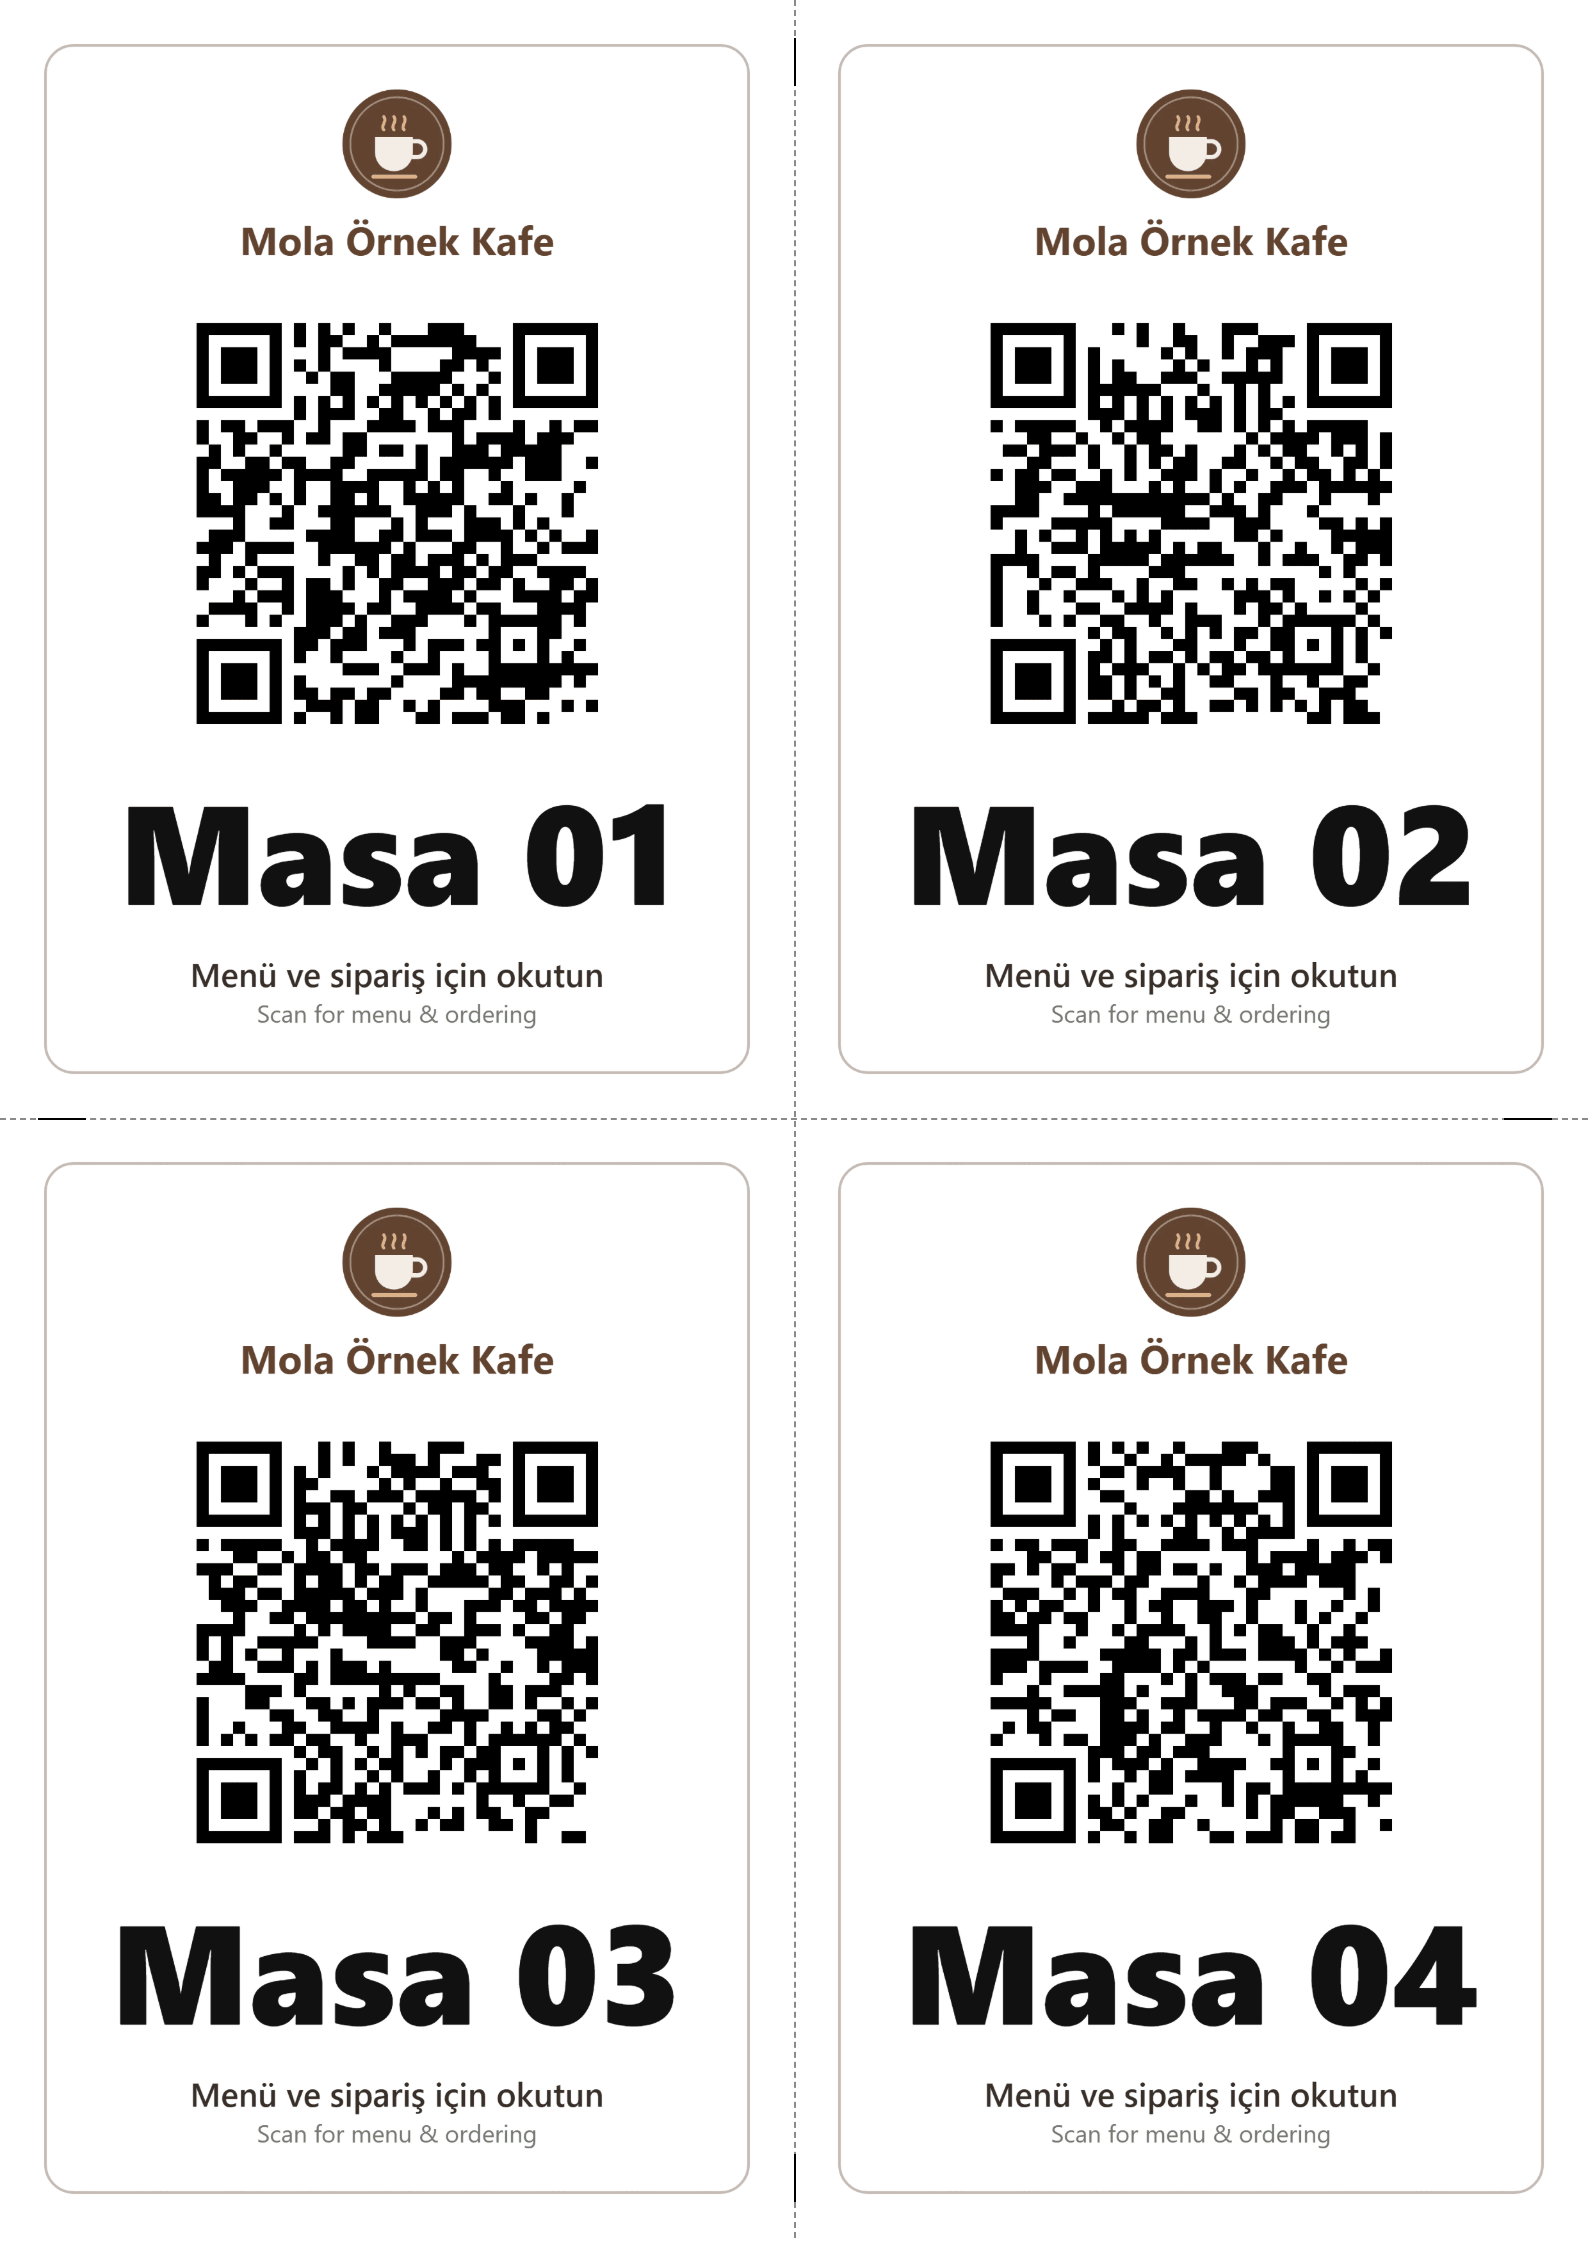 Mola Örnek Kafe
Masa 01
Menü ve sipariş için okutun
Scan for menu & ordering
Mola Örnek Kafe
Masa 02
Menü ve sipariş için okutun
Scan for menu & ordering
Mola Örnek Kafe
Masa 03
Menü ve sipariş için okutun
Scan for menu & ordering
Mola Örnek Kafe
Masa 04
Menü ve sipariş için okutun
Scan for menu & ordering